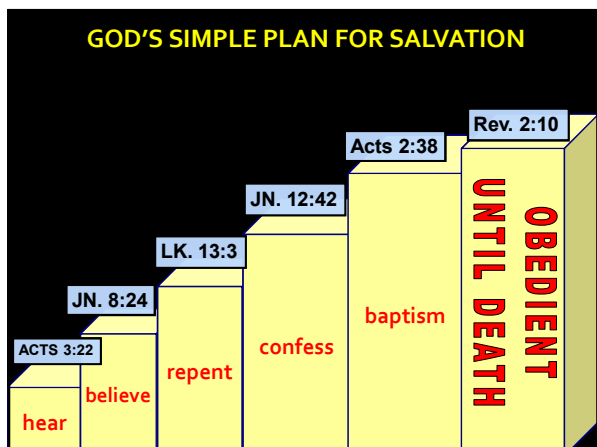 GOD'S SIMPLE PLAN FOR SALVATION
ACTS 3:22
hear
JN. 8:24
believe
LK. 13:3
repent
JN. 12:42
confess
Acts 2:38
baptism
Rev. 2:10
OBEDIENT
UNTIL DEATH